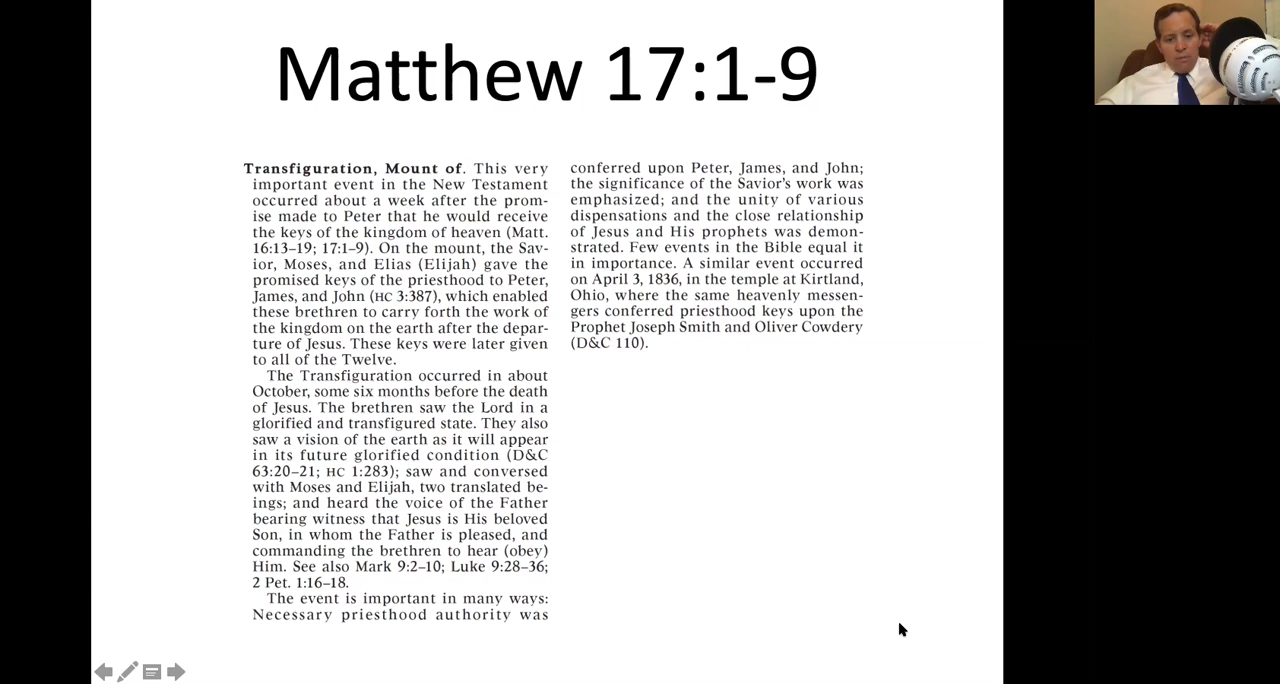 Matthew 17:1-9
Transfiguration, Mount of. This very
important event in the New Testament
occurred about a week after the prom-
ise made to Peter that he would receive
the keys of the kingdom of heaven (Matt.
16:13–19; 17:1–9). On the mount, the Sav-
ior, Moses, and Elias (Elijah) gave the
promised keys of the priesthood to Peter,
James, and John (HC 3:387), which enabled
these brethren to carry forth the work of
the kingdom on the earth after the depar-
ture of Jesus. These keys were later given
to all of the Twelve.
The Transfiguration occurred in about
October, some six months before the death
of Jesus. The brethren saw the Lord in a
glorified and transfigured state. They also
saw a vision of the earth as it will appear
in its future glorified condition (D&C
63:20–21; HC 1:283); saw and conversed
with Moses and Elijah, two translated be-
ings; and heard the voice of the Father
bearing witness that Jesus is His beloved
Son, in whom the Father is pleased, and
commanding the brethren to hear (obey)
Him. See also Mark 9:2–10; Luke 9:28–36;
2 Pet. 1:16–18.
The event is important in many ways:
Necessary priesthood authority was
conferred upon Peter, James, and John;
the significance of the Savior's work was
emphasized; and the unity of various
dispensations and the close relationship
of Jesus and His prophets was demon-
strated. Few events in the Bible equal it
in importance. A similar event occurred
on April 3, 1836, in the temple at Kirtland,
Ohio, where the same heavenly messen-
gers conferred priesthood keys upon the
Prophet Joseph Smith and Oliver Cowdery
(D&C 110).